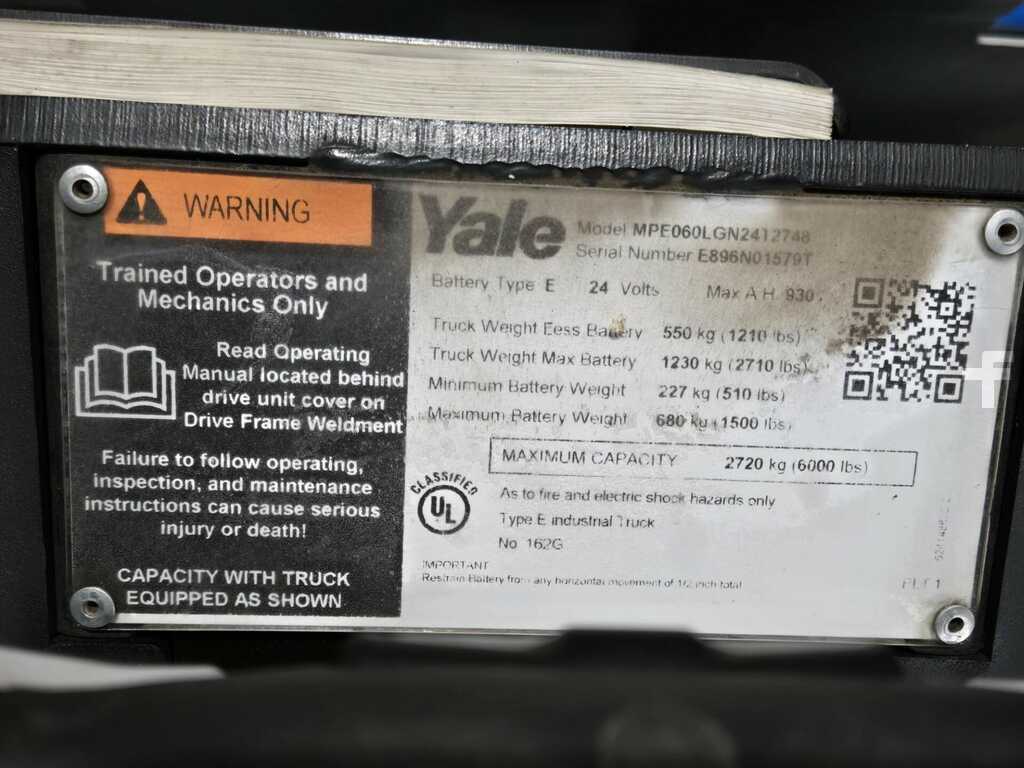 WARNING
Trained Operators and
Mechanics Only
Read Operating
Manual located behind
drive unit cover on
Drive Frame Weldment
Failure to follow operating,
inspection, and maintenance
instructions can cause serious
injury or death!
CAPACITY WITH TRUCK
EQUIPPED AS SHOWN
Yale
Model MPE060LGN2412748
Serial Number E896N01579T
Battery Type E 24 Volts Max A.H. 930
Truck Weight Less Battery 550 kg (1210 lbs)
Truck Weight Max Battery 1230 kg (2710 lbs)
Minimum Battery Weight 227 kg (510 lbs)
Maximum Battery Weight 680 kg (1500 lbs)
MAXIMUM CAPACITY 2720 kg (6000 lbs)
CLASSIFIED
UL
As to fire and electric shock hazards only
Type E industrial Truck
No 162G
IMPORTANT
Restrain Battery from any horizontal movement of 1/2 inch total